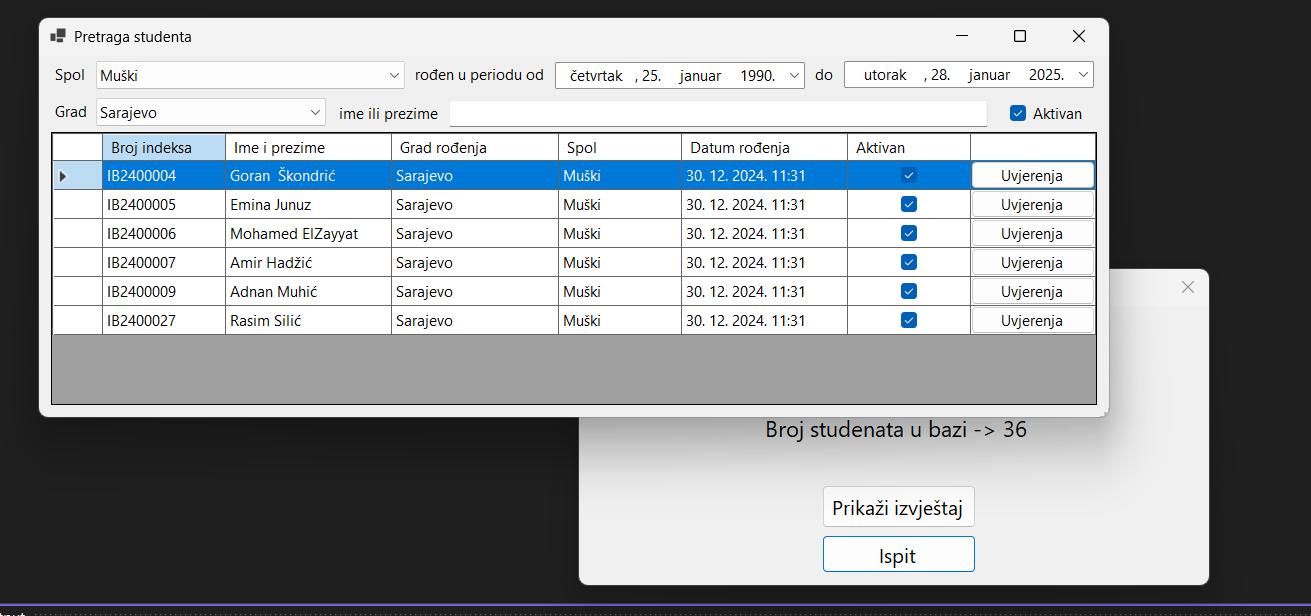 Pretraga studenta
Spol Muški rođen u periodu od četvrtak , 25. januar 1990. do utorak , 28. januar 2025.
Grad Sarajevo ime ili prezime Aktivan
Broj indeksa Ime i prezime Grad rođenja Spol Datum rođenja Aktivan
IB2400004 Goran Škondrić Sarajevo Muški 30. 12. 2024. 11:31 Uvjerenja
IB2400005 Emina Junuz Sarajevo Muški 30. 12. 2024. 11:31 Uvjerenja
IB2400006 Mohamed ElZayyat Sarajevo Muški 30. 12. 2024. 11:31 Uvjerenja
IB2400007 Amir Hadžić Sarajevo Muški 30. 12. 2024. 11:31 Uvjerenja
IB2400009 Adnan Muhić Sarajevo Muški 30. 12. 2024. 11:31 Uvjerenja
IB2400027 Rasim Silić Sarajevo Muški 30. 12. 2024. 11:31 Uvjerenja
Broj studenata u bazi -> 36
Prikaži izvještaj
Ispit